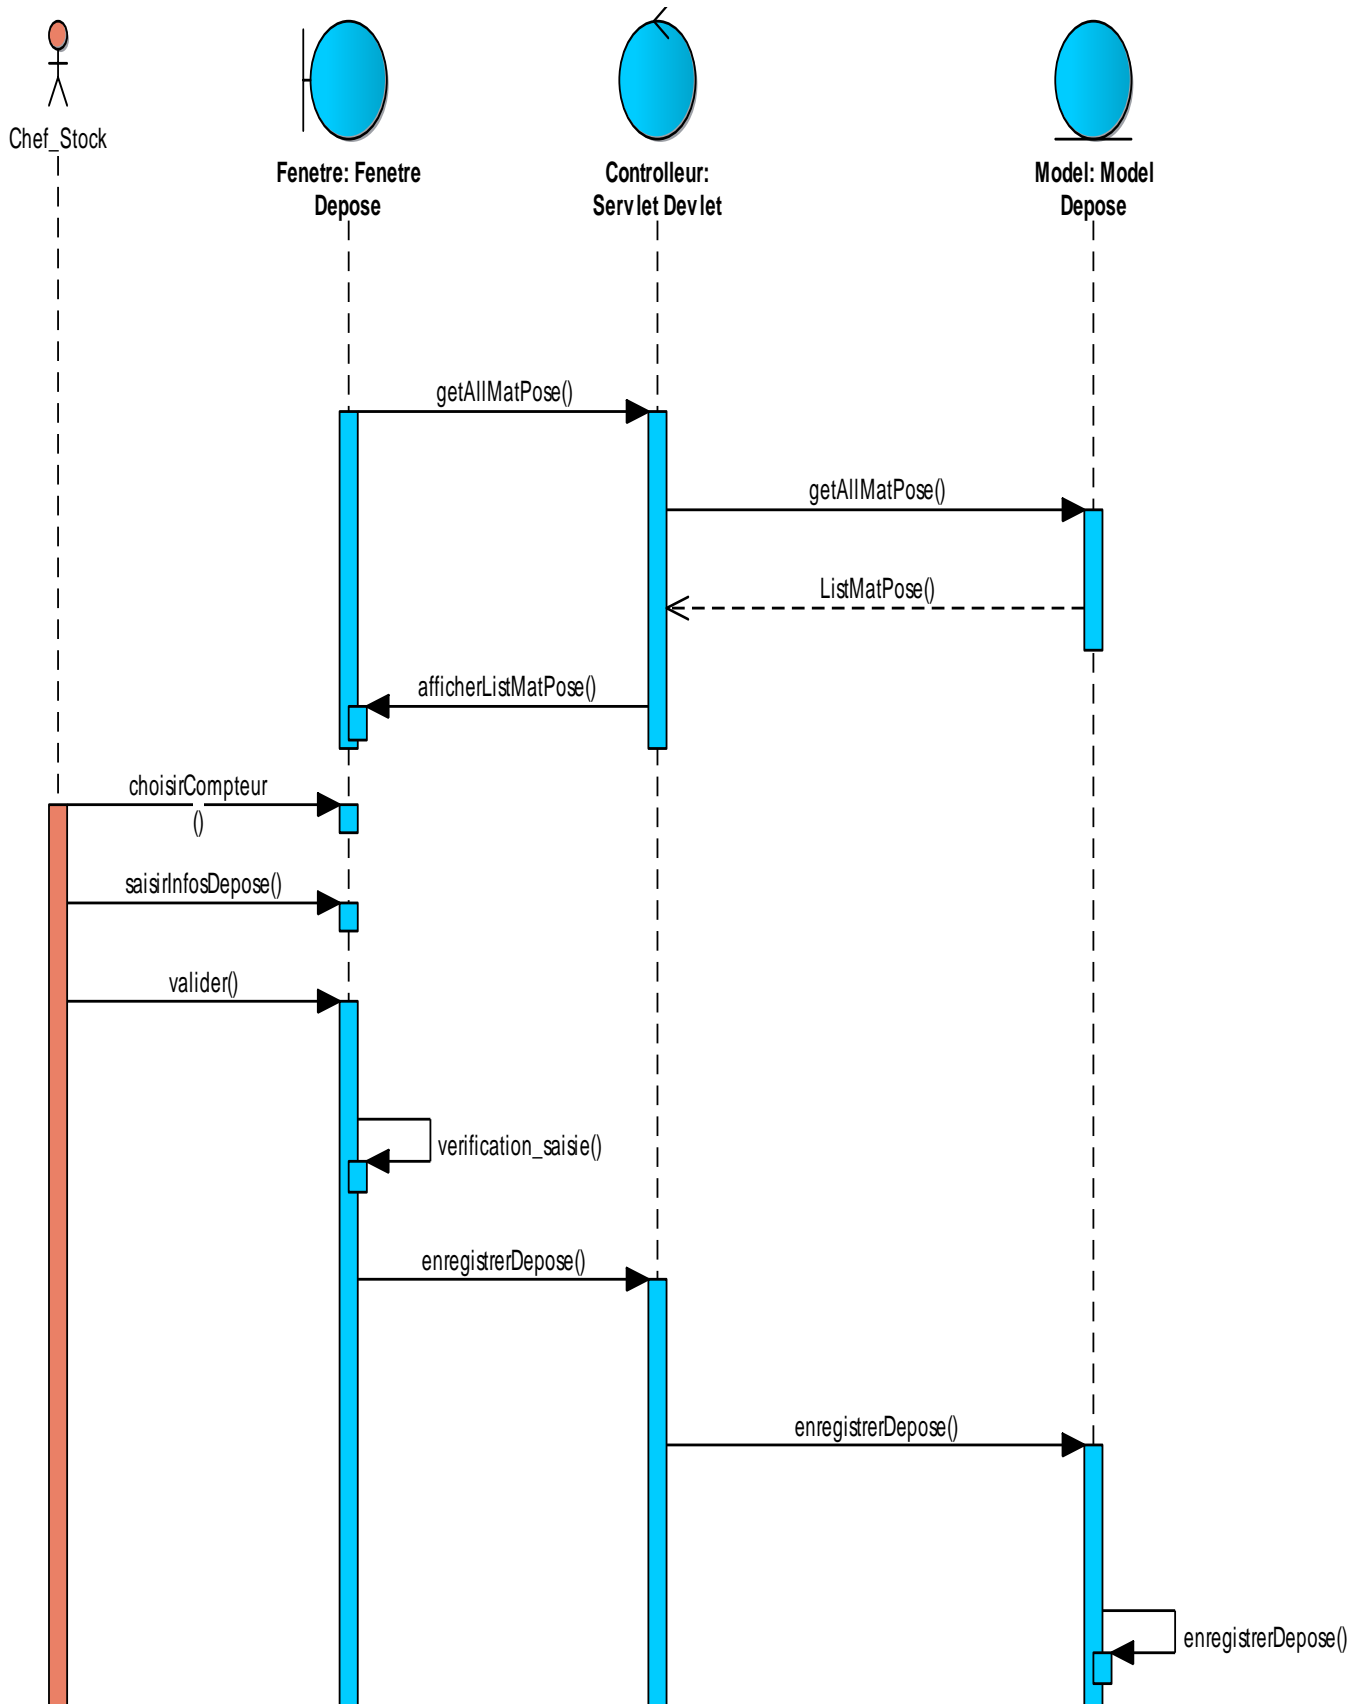 Chef_Stock
Fenetre: Fenetre
Depose
Controlleur:
Servlet Devlet
Model: Model
Depose
getAllMatPose()
getAllMatPose()
ListMatPose()
afficherListMatPose()
choisirCompteur
()
saisirInfosDepose()
valider()
verification_saisie()
enregistrerDepose()
enregistrerDepose()
enregistrerDepose()